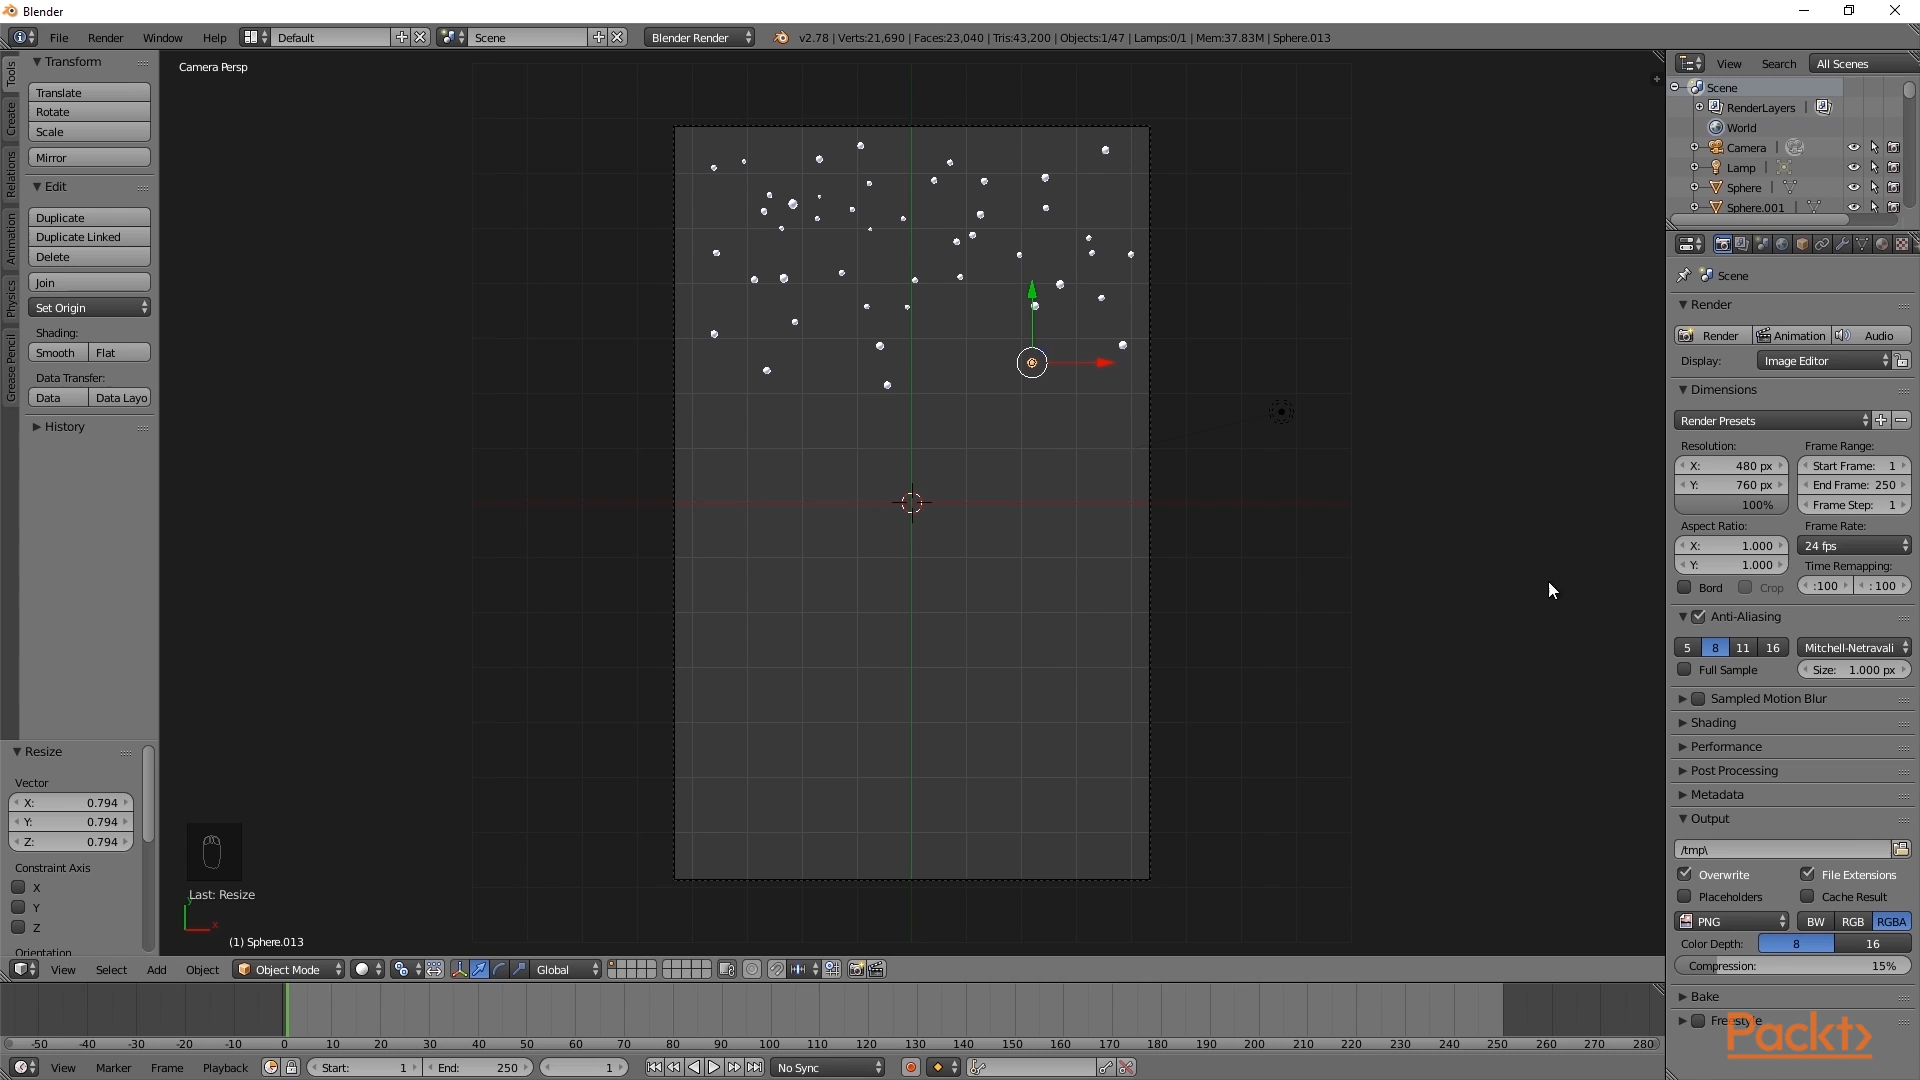 Blender
File Render Window Help Default Scene Blender Render v2.78 | Verts:21,690 | Faces:23,040 | Tris:43,200 | Objects:1/47 | Lamps:0/1 | Mem:37.83M | Sphere.013
Tools
Create
Relations
Animation
Physics
Grease Pencil
Transform
Translate
Rotate
Scale
Mirror
Edit
Duplicate
Duplicate Linked
Delete
Join
Set Origin
Shading:
Smooth Flat
Data Transfer:
Data Data Layo
History
Resize
Vector
X: 0.794
Y: 0.794
Z: 0.794
Constraint Axis
X
Y
Z
Orientation
Camera Persp
Last: Resize
y
x
(1) Sphere.013
View Select Add Object Object Mode Global
-50 -40 -30 -20 -10 0 10 20 30 40 50 60 70 80 90 100 110 120 130 140 150 160 170 180 190 200 210 220 230 240 250 260 270 280
View Marker Frame Playback Start: 1 End: 250 1 No Sync
View Search All Scenes
Scene
RenderLayers |
World
Camera |
Lamp |
Sphere |
Sphere.001 |
Scene
Render
Render Animation Audio
Display: Image Editor
Dimensions
Render Presets
Resolution: Frame Range:
X: 480 px Start Frame: 1
Y: 760 px End Frame: 250
100% Frame Step: 1
Aspect Ratio: Frame Rate:
X: 1.000 24 fps
Y: 1.000 Time Remapping:
Bord Crop :100 : 100
Anti-Aliasing
5 8 11 16 Mitchell-Netravali
Full Sample Size: 1.000 px
Sampled Motion Blur
Shading
Performance
Post Processing
Metadata
Output
/tmp\
Overwrite File Extensions
Placeholders Cache Result
PNG BW RGB RGBA
Color Depth: 8 16
Compression: 15%
Bake
Freestyle
Packt>